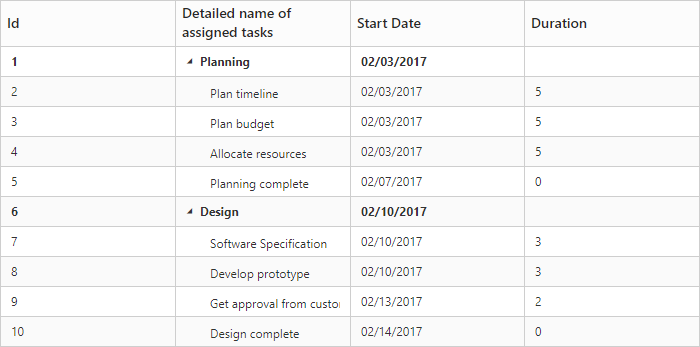 Id Detailed name of assigned tasks Start Date Duration
1 Planning 02/03/2017
2 Plan timeline 02/03/2017 5
3 Plan budget 02/03/2017 5
4 Allocate resources 02/03/2017 5
5 Planning complete 02/07/2017 0
6 Design 02/10/2017
7 Software Specification 02/10/2017 3
8 Develop prototype 02/10/2017 3
9 Get approval from custo 02/13/2017 2
10 Design complete 02/14/2017 0